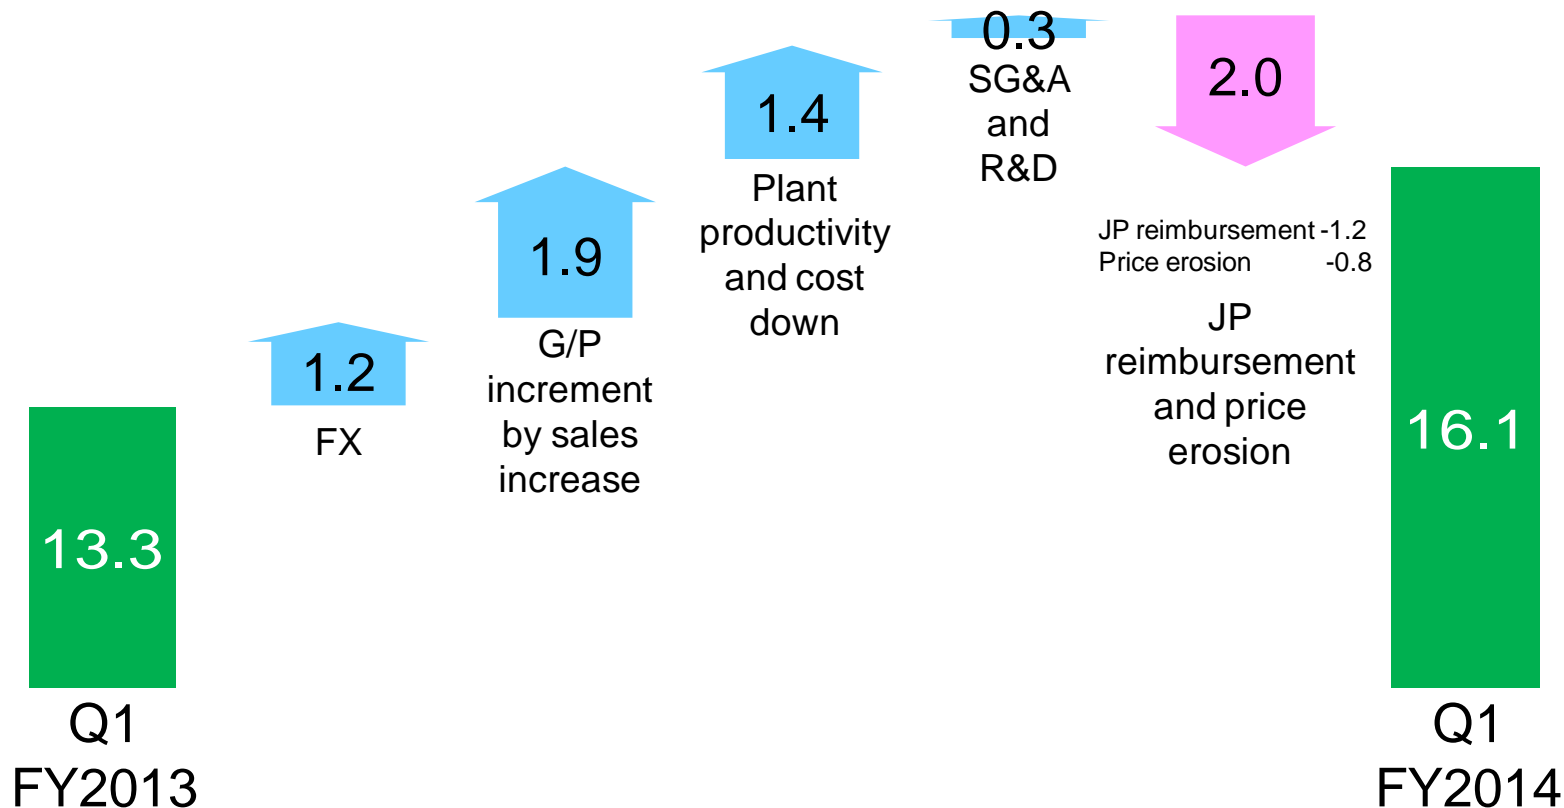 13.3
Q1
FY2013
1.2
FX
1.9
G/P
increment
by sales
increase
1.4
Plant
productivity
and cost
down
0.3
SG&A
and
R&D
2.0
JP reimbursement -1.2
Price erosion -0.8
JP
reimbursement
and price
erosion
16.1
Q1
FY2014